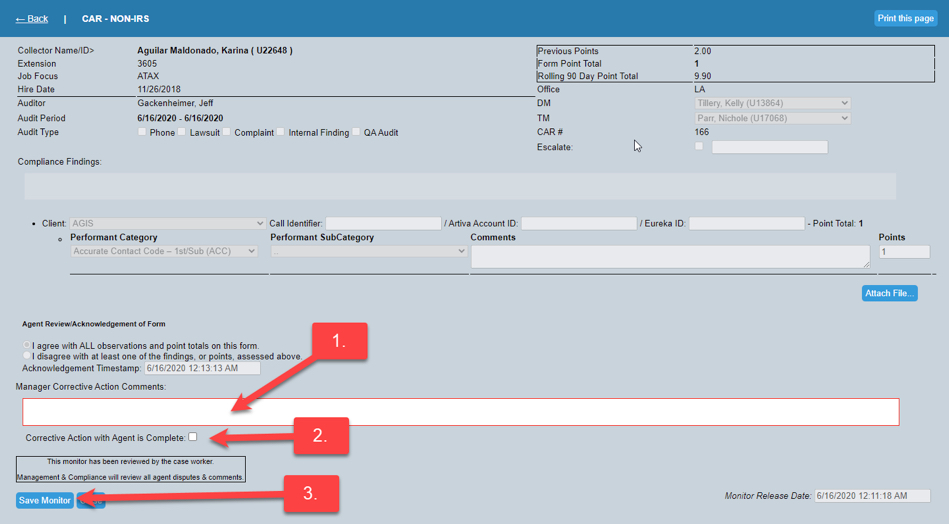 ← Back | CAR - NON-IRS Print this page
Collector Name/ID> Aguilar Maldonado, Karina ( U22648 ) Previous Points 2.00
Extension 3605 Form Point Total 1
Job Focus ATAX Rolling 90 Day Point Total 9.90
Hire Date 11/26/2018 Office LA
Auditor Gackenheimer, Jeff DM Tillery, Kelly (U13864)
Audit Period 6/16/2020 - 6/16/2020 TM Parr, Nichole (U17068)
Audit Type Phone Lawsuit Complaint Internal Finding QA Audit CAR # 166
Escalate:
Compliance Findings:
• Client: AGIS Call Identifier: / Artiva Account ID: / Eureka ID: - Point Total: 1
Performant Category Performant SubCategory Comments Points
Accurate Contact Code – 1st/Sub (ACC) 1
Attach File...
Agent Review/Acknowledgement of Form
I agree with ALL observations and point totals on this form.
I disagree with at least one of the findings, or points, assessed above.
Acknowledgement Timestamp: 6/16/2020 12:13:13 AM
1.
Manager Corrective Action Comments:
Corrective Action with Agent is Complete:
2.
This monitor has been reviewed by the case worker.
Management & Compliance will review all agent disputes & comments.
Save Monitor
3.
Monitor Release Date: 6/16/2020 12:11:18 AM